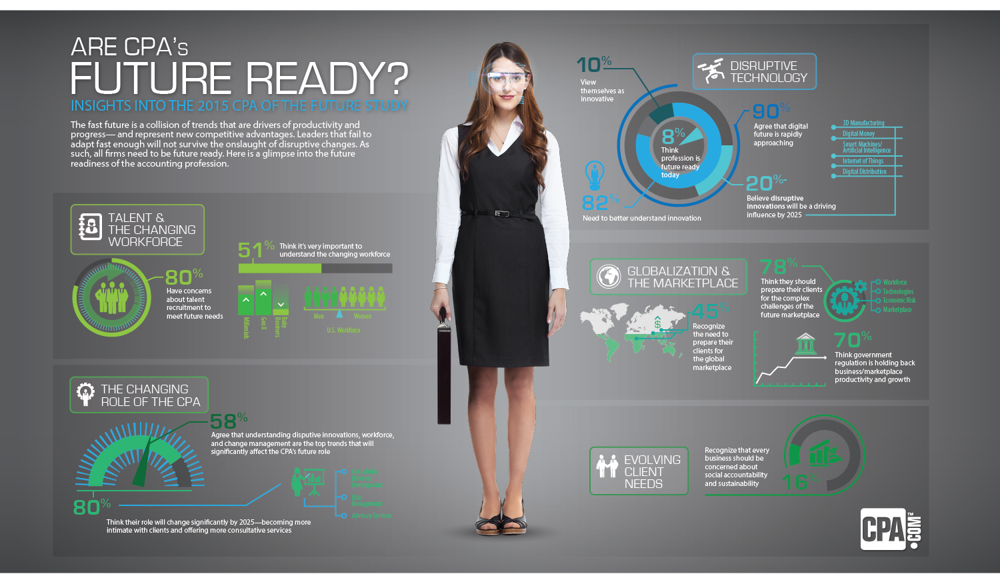 ARE CPA's
FUTURE READY?
INSIGHTS INTO THE 2015 CPA OF THE FUTURE STUDY
The fast future is a collision of trends that are drivers of productivity and
progress— and represent new competitive advantages. Leaders that fail to
adapt fast enough will not survive the onslaught of disruptive changes. As
such, all firms need to be future ready. Here is a glimpse into the future
readiness of the accounting profession.
TALENT &
THE CHANGING
WORKFORCE
80%
Have concerns
about talent
recruitment to
meet future needs
51%
Think it's very important to
understand the changing workforce
Millenials
Gen X
Baby
Boomers
Men
Women
U.S. Workforce
THE CHANGING
ROLE OF THE CPA
58%
Agree that understanding disputive innovations, workforce,
and change management are the top trends that will
significantly affect the CPA's future role
80%
Think their role will change significantly by 2025—becoming more
intimate with clients and offering more consultative services
Risk
Management
Advisory Services
DISRUPTIVE
TECHNOLOGY
10%
View
themselves as
innovative
8%
Think
profession is
future ready
today
90%
Agree that digital
future is rapidly
approaching
20%-
Believe disruptive
innovations will be a driving
influence by 2025
82%
Need to better understand innovation
3D Manufacturing
Digital Money
Smart Machines/
Artificial Intelligence
Internet of Things
Digital Distribution
GLOBALIZATION &
THE MARKETPLACE
$
45%
Recognize
the need to
prepare their
clients for
the global
marketplace
78%
Think they should
prepare their clients
for the complex
challenges of the
future marketplace
Workforce
Technologies
Economic Risk
Marketplace
70%
Think government
regulation is holding back
business/marketplace
productivity and growth
EVOLVING
CLIENT
NEEDS
Recognize that every
business should be
concerned about
social accountability
and sustainability
16%
CPA
.COM™